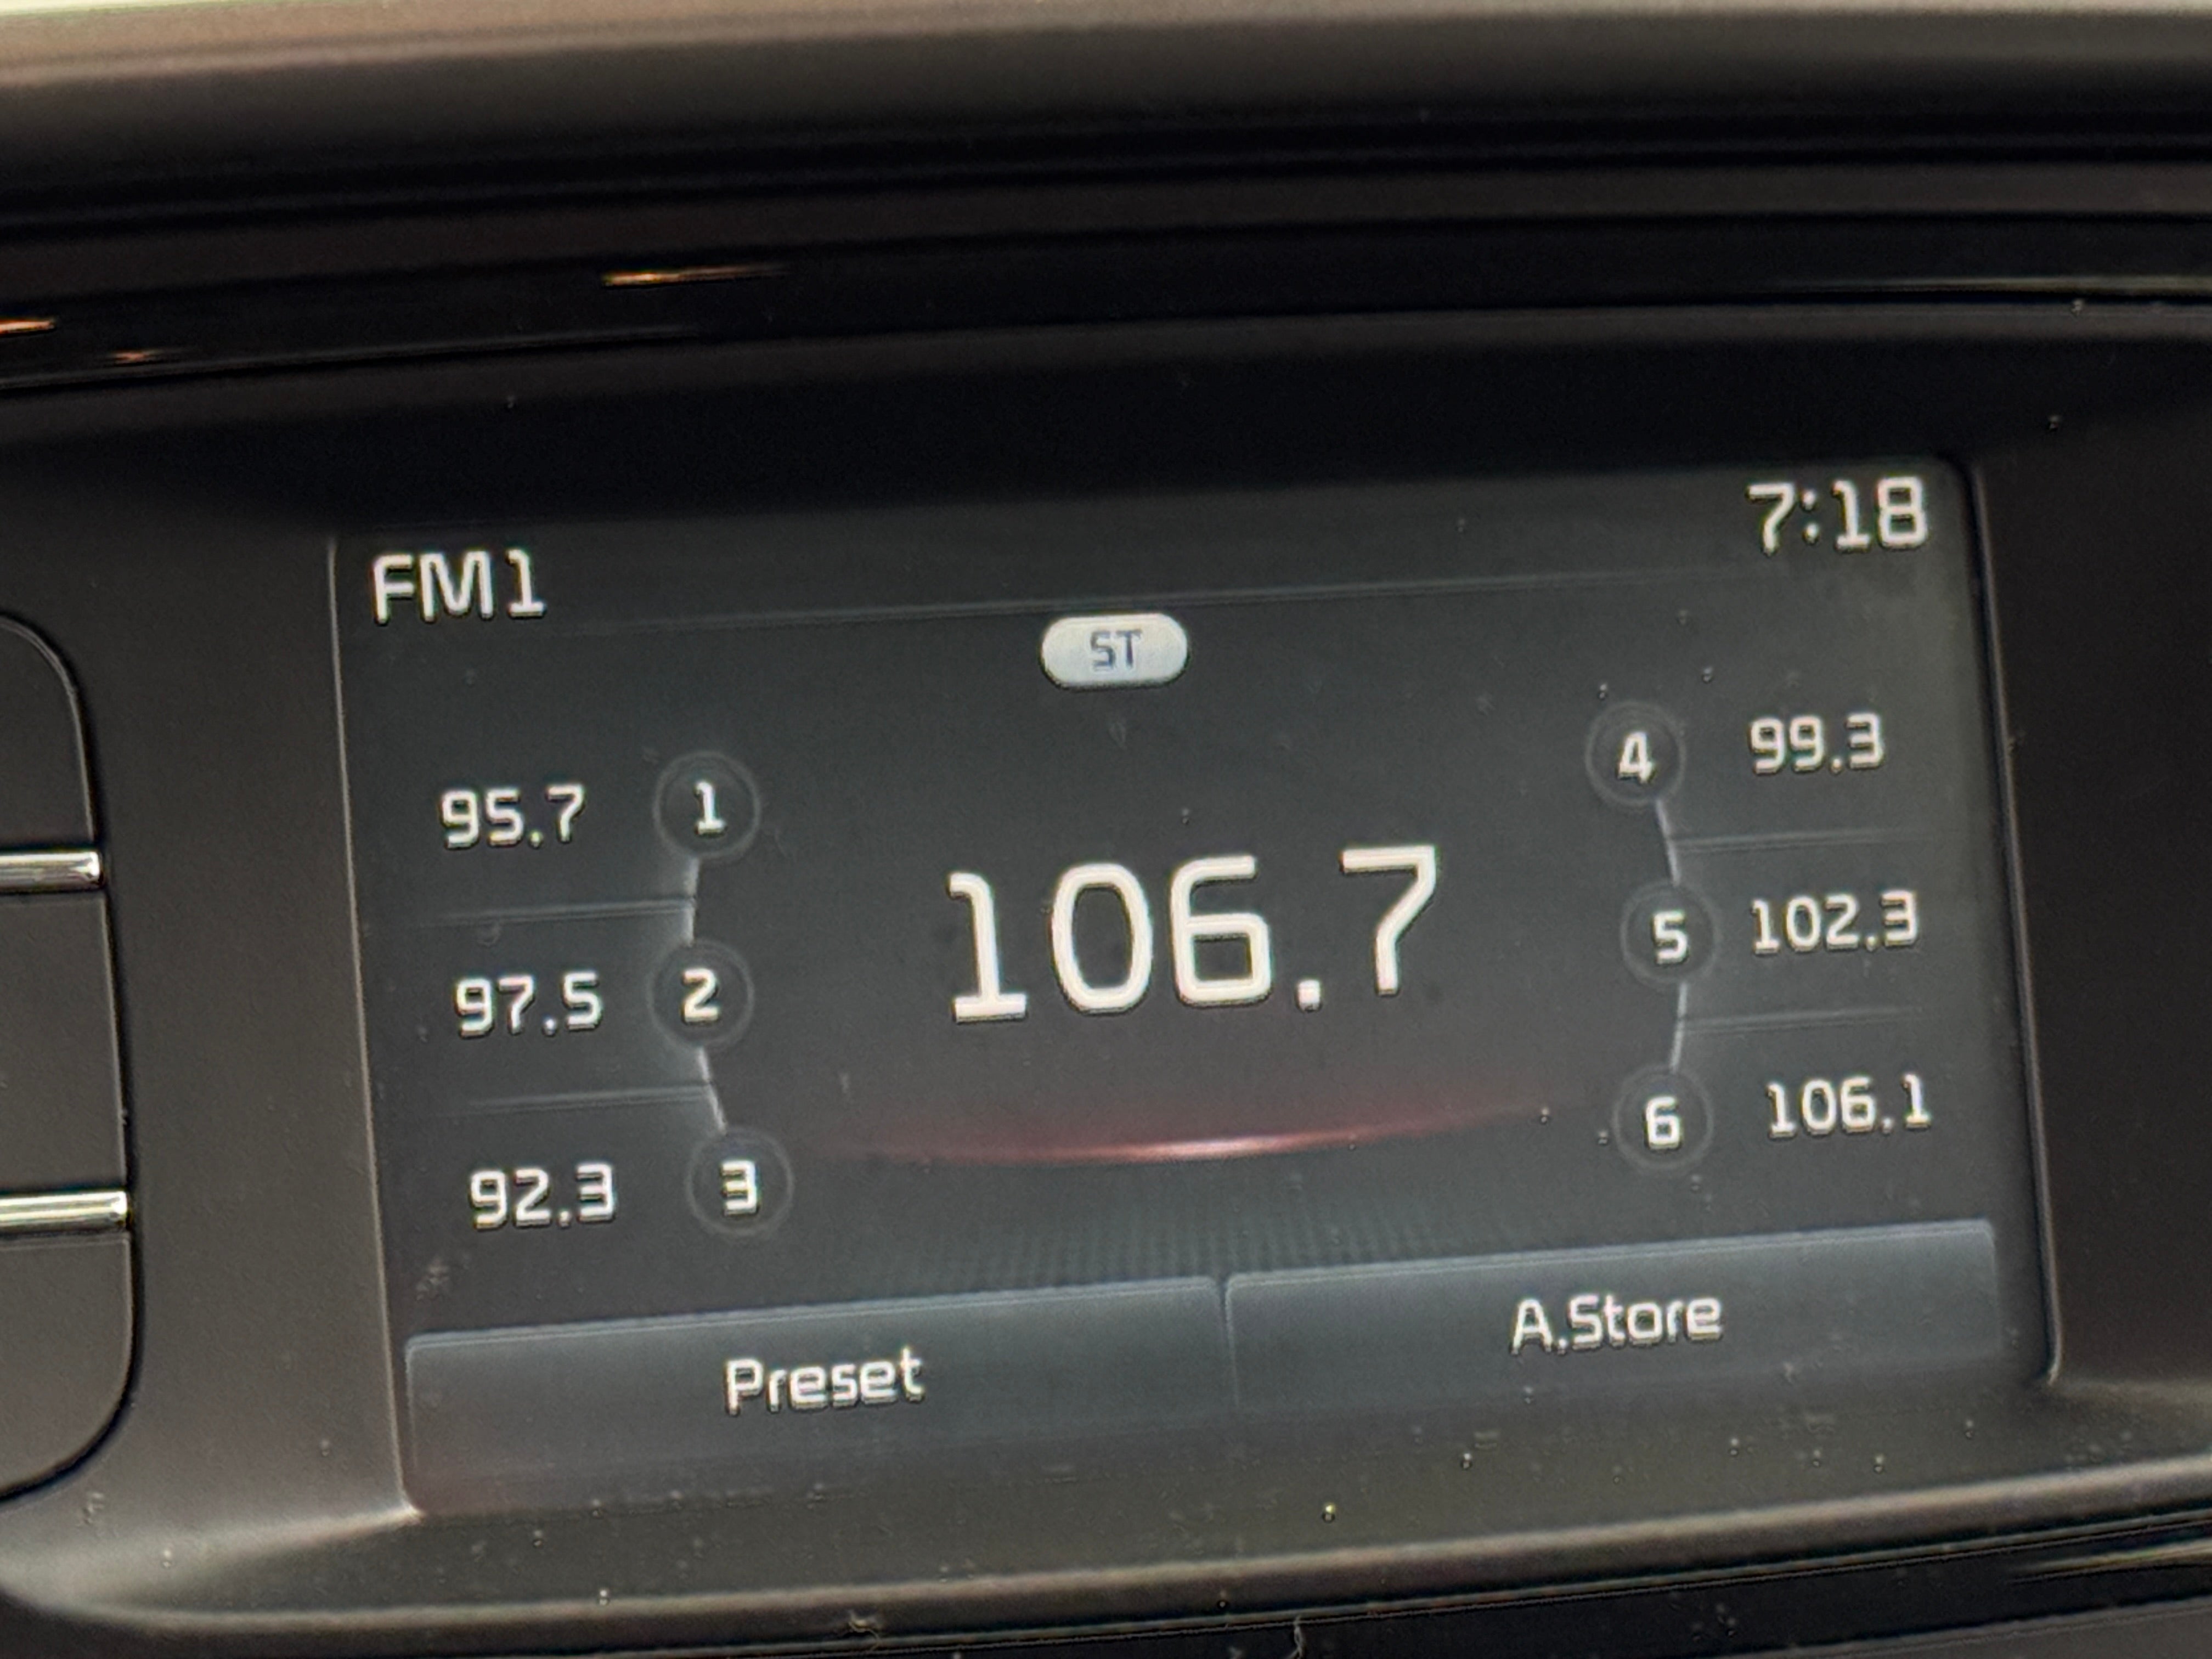 FM1 7:18
ST
95.7 1
97.5 2
92.3 3
106.7
4 99.3
5 102.3
6 106.1
Preset A.Store